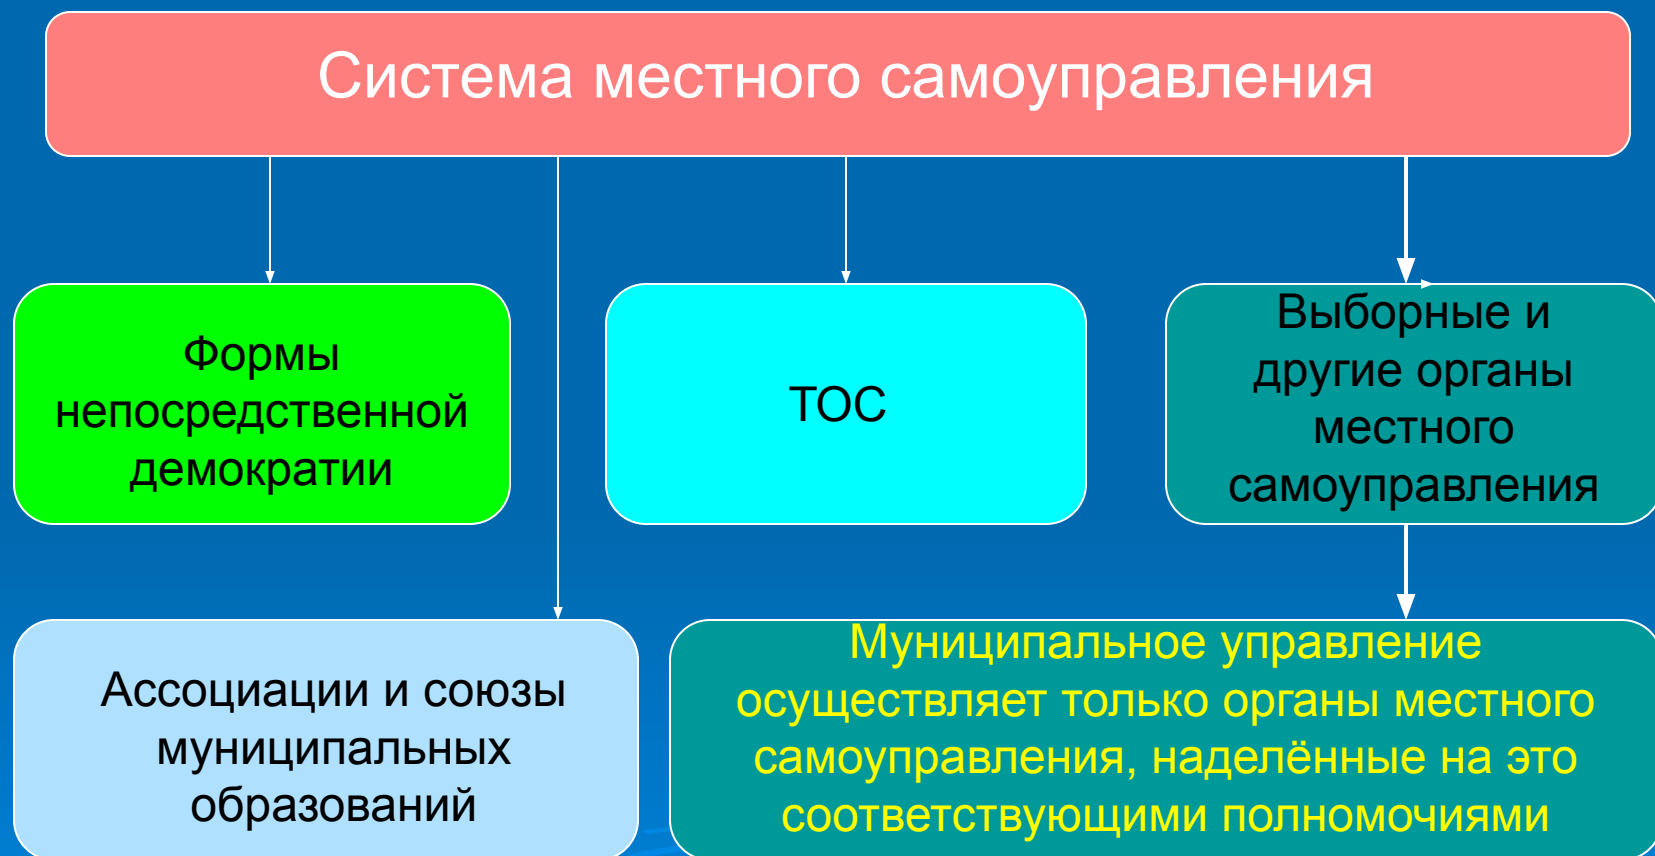 Система местного самоуправления
Формы
непосредственной
демократии
ТОС
Выборные и
другие органы
местного
самоуправления
Ассоциации и союзы
муниципальных
образований
Муниципальное управление
осуществляет только органы местного
самоуправления, наделённые на это
соответствующими полномочиями